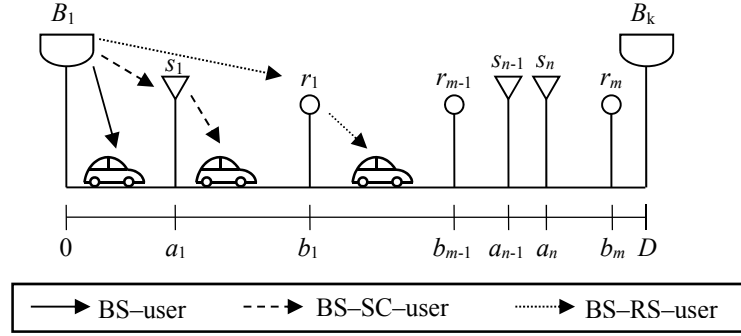 B₁ Bₖ
s₁ r₁ rₘ₋₁ sₙ₋₁ sₙ rₘ
0 a₁ b₁ bₘ₋₁ aₙ₋₁ aₙ bₘ D
BS–user BS–SC–user BS–RS–user